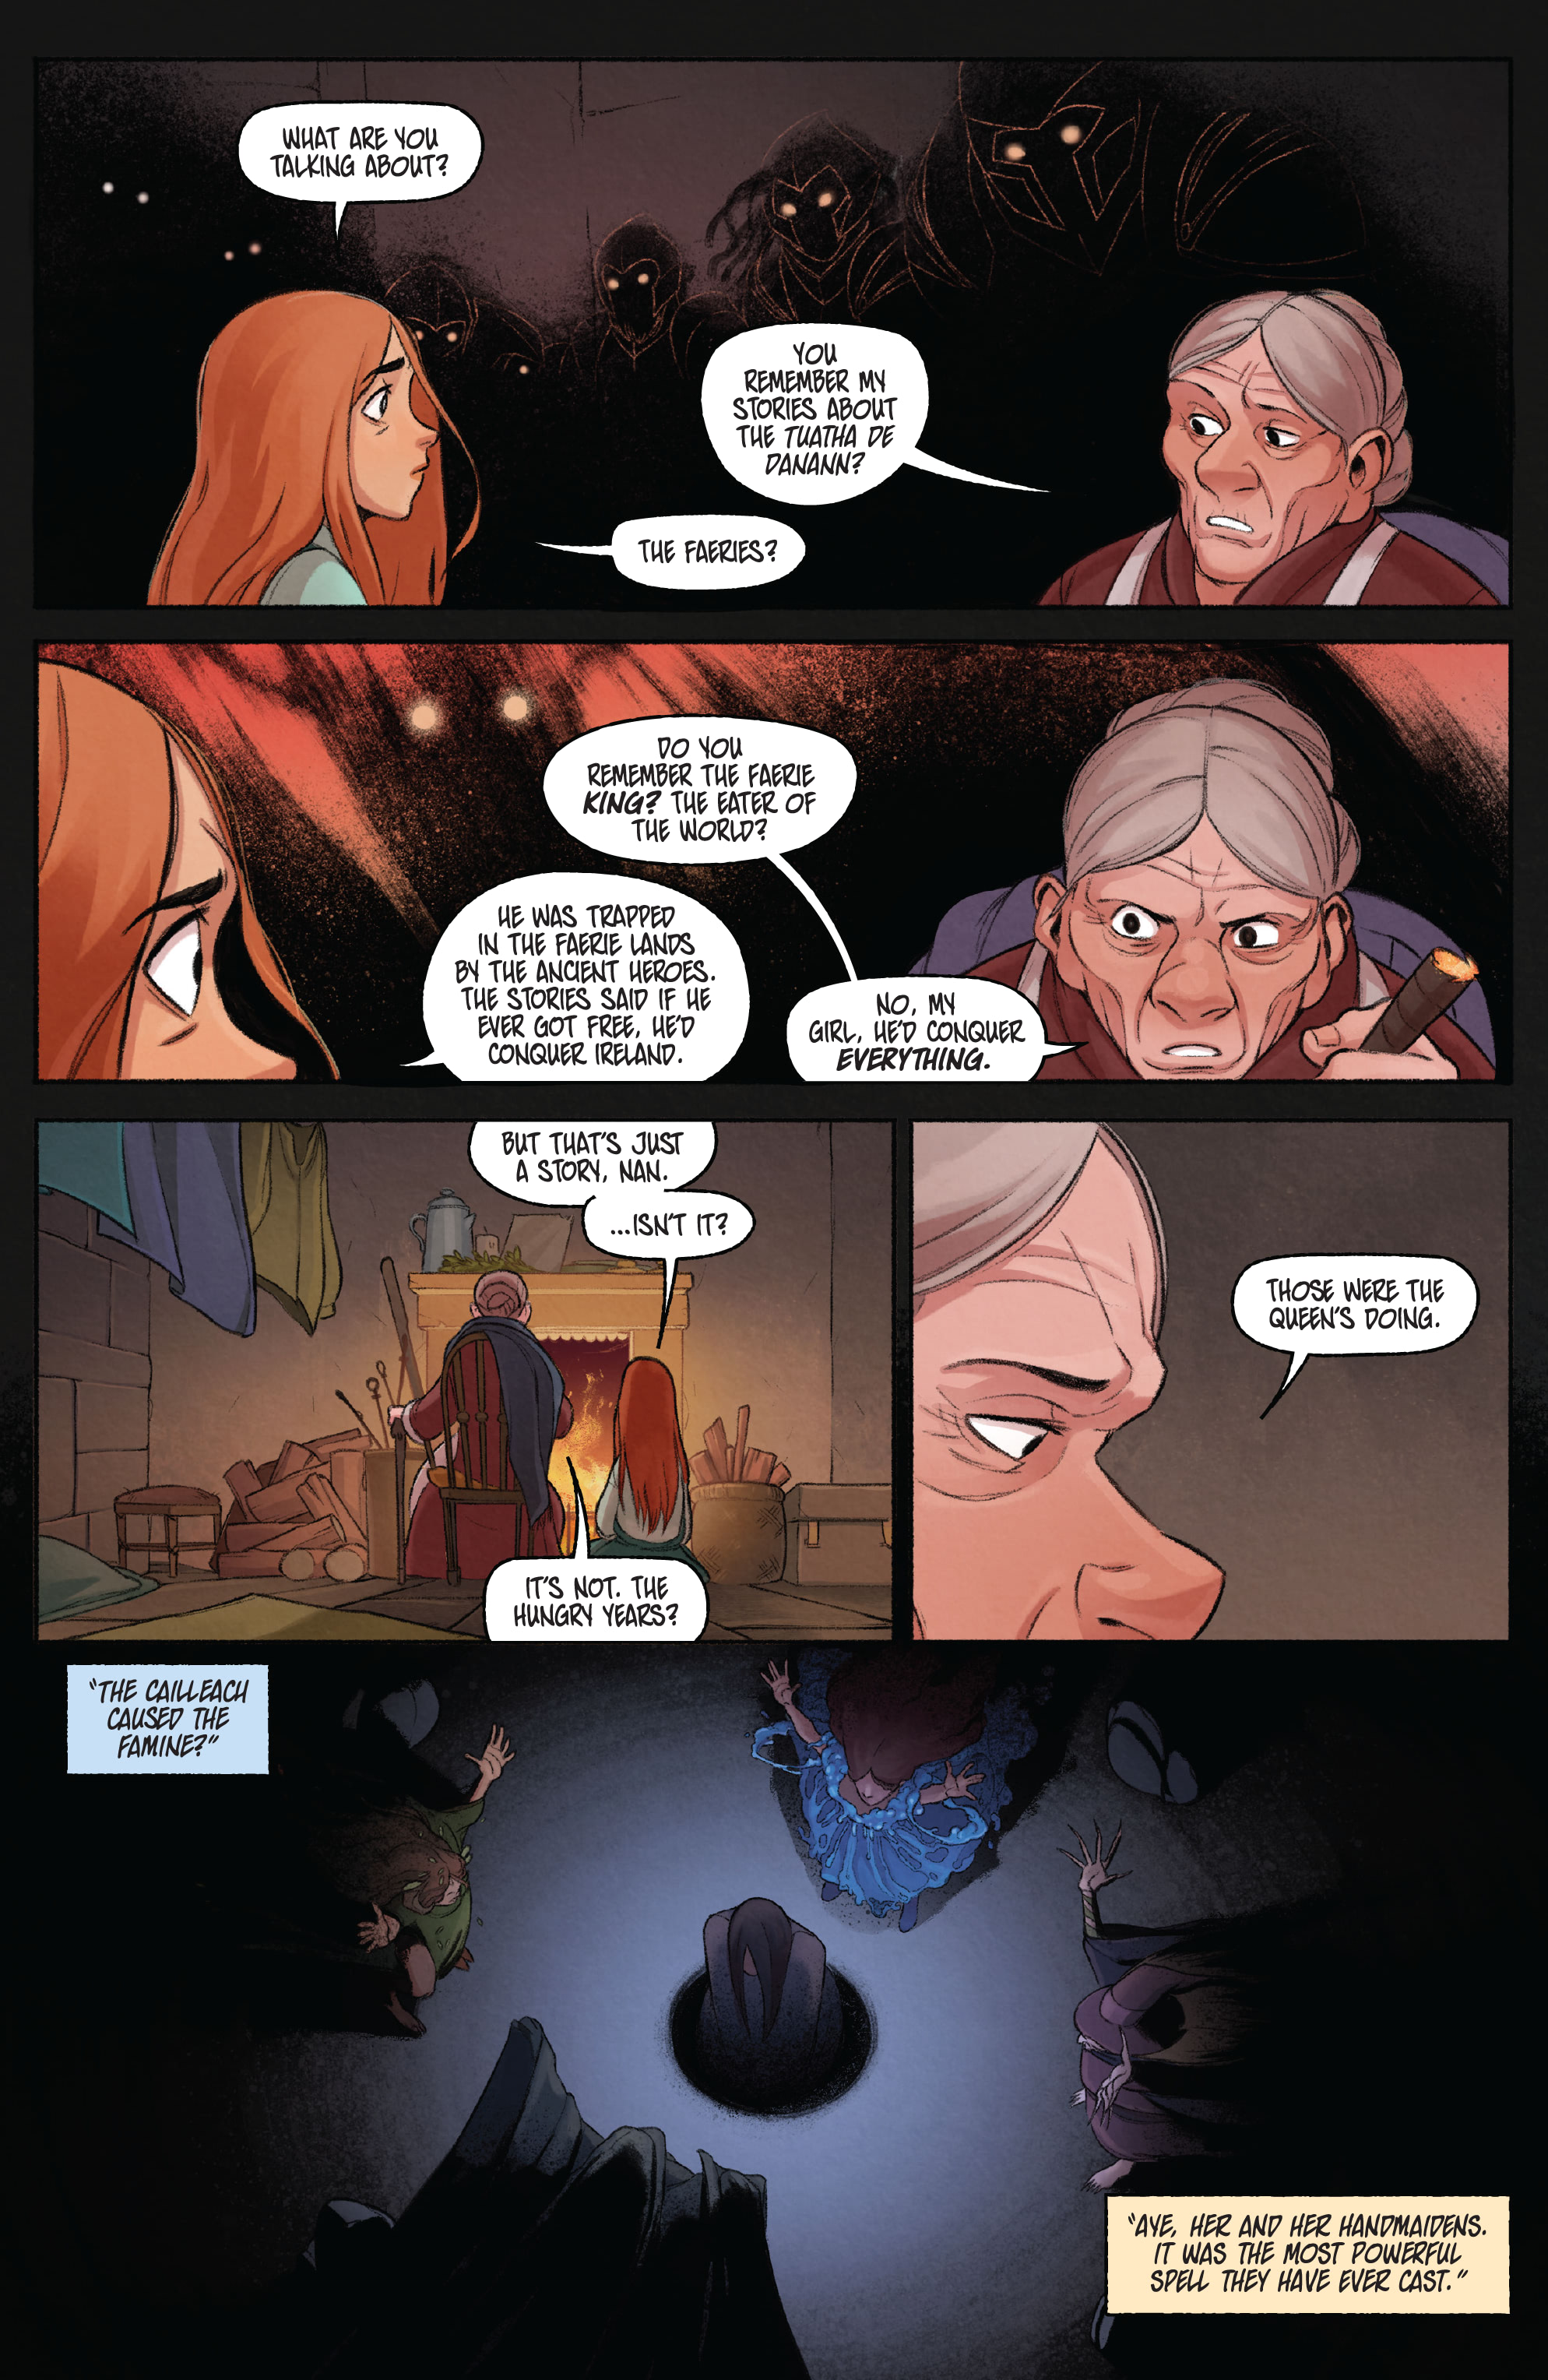 WHAT ARE YOU
TALKING ABOUT?
YOU
REMEMBER MY
STORIES ABOUT
THE TUATHA DE
DANANN?
THE FAERIES?
DO YOU
REMEMBER THE FAERIE
KING? THE EATER OF
THE WORLD?
HE WAS TRAPPED
IN THE FAERIE LANDS
BY THE ANCIENT HEROES.
THE STORIES SAID IF HE
EVER GOT FREE, HE'D
CONQUER IRELAND.
NO, MY
GIRL, HE'D CONQUER
EVERYTHING.
BUT THAT'S JUST
A STORY, NAN.
...ISN'T IT?
IT'S NOT. THE
HUNGRY YEARS?
THOSE WERE THE
QUEEN'S DOING.
"THE CAILLEACH
CAUSED THE
FAMINE?"
"AYE, HER AND HER HANDMAIDENS.
IT WAS THE MOST POWERFUL
SPELL THEY HAVE EVER CAST."